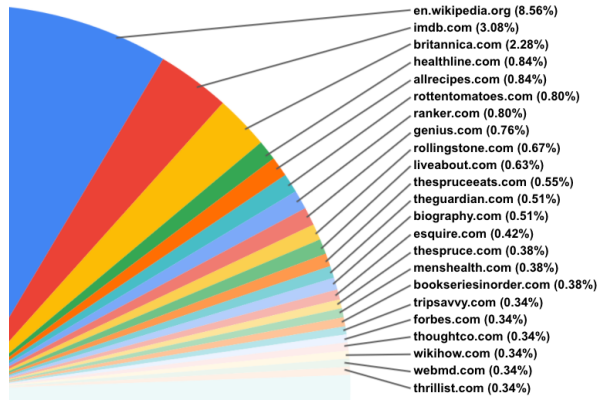 en.wikipedia.org (8.56%)
imdb.com (3.08%)
britannica.com (2.28%)
healthline.com (0.84%)
allrecipes.com (0.84%)
rottentomatoes.com (0.80%)
ranker.com (0.80%)
genius.com (0.76%)
rollingstone.com (0.67%)
liveabout.com (0.63%)
thespruceeats.com (0.55%)
theguardian.com (0.51%)
biography.com (0.51%)
esquire.com (0.42%)
thespruce.com (0.38%)
menshealth.com (0.38%)
bookseriesinorder.com (0.38%)
tripsavvy.com (0.34%)
forbes.com (0.34%)
thoughtco.com (0.34%)
wikihow.com (0.34%)
webmd.com (0.34%)
thrillist.com (0.34%)